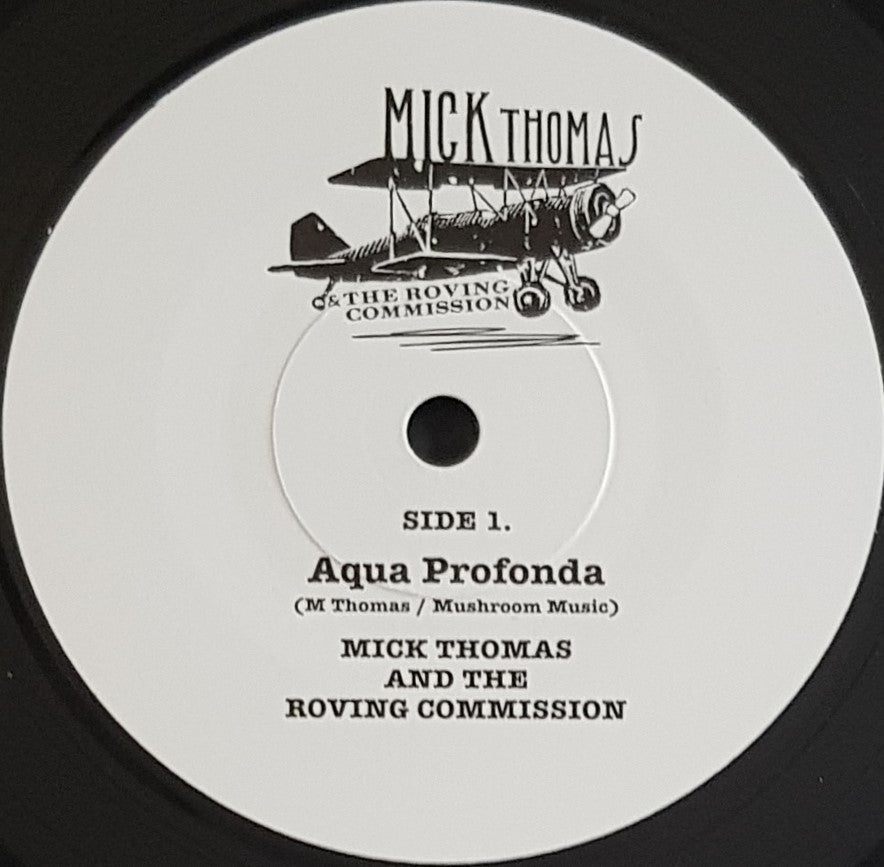 MICK THOMAS
& THE ROVING
COMMISSION
SIDE 1.
Aqua Profonda
(M Thomas / Mushroom Music)
MICK THOMAS
AND THE
ROVING COMMISSION